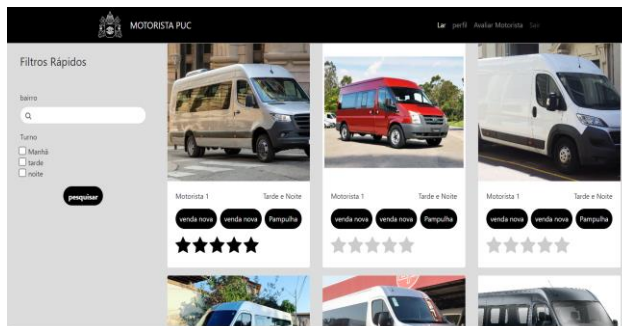 MOTORISTA PUC
Lar perfil Avaliar Motorista Sair
Filtros Rápidos
bairro
Turno
Manhã
tarde
noite
pesquisar
Motorista 1 Tarde e Noite
venda nova venda nova Pampulha
Motorista 1 Tarde e Noite
venda nova venda nova Pampulha
Motorista 1 Tarde e Noite
venda nova venda nova Pampulha